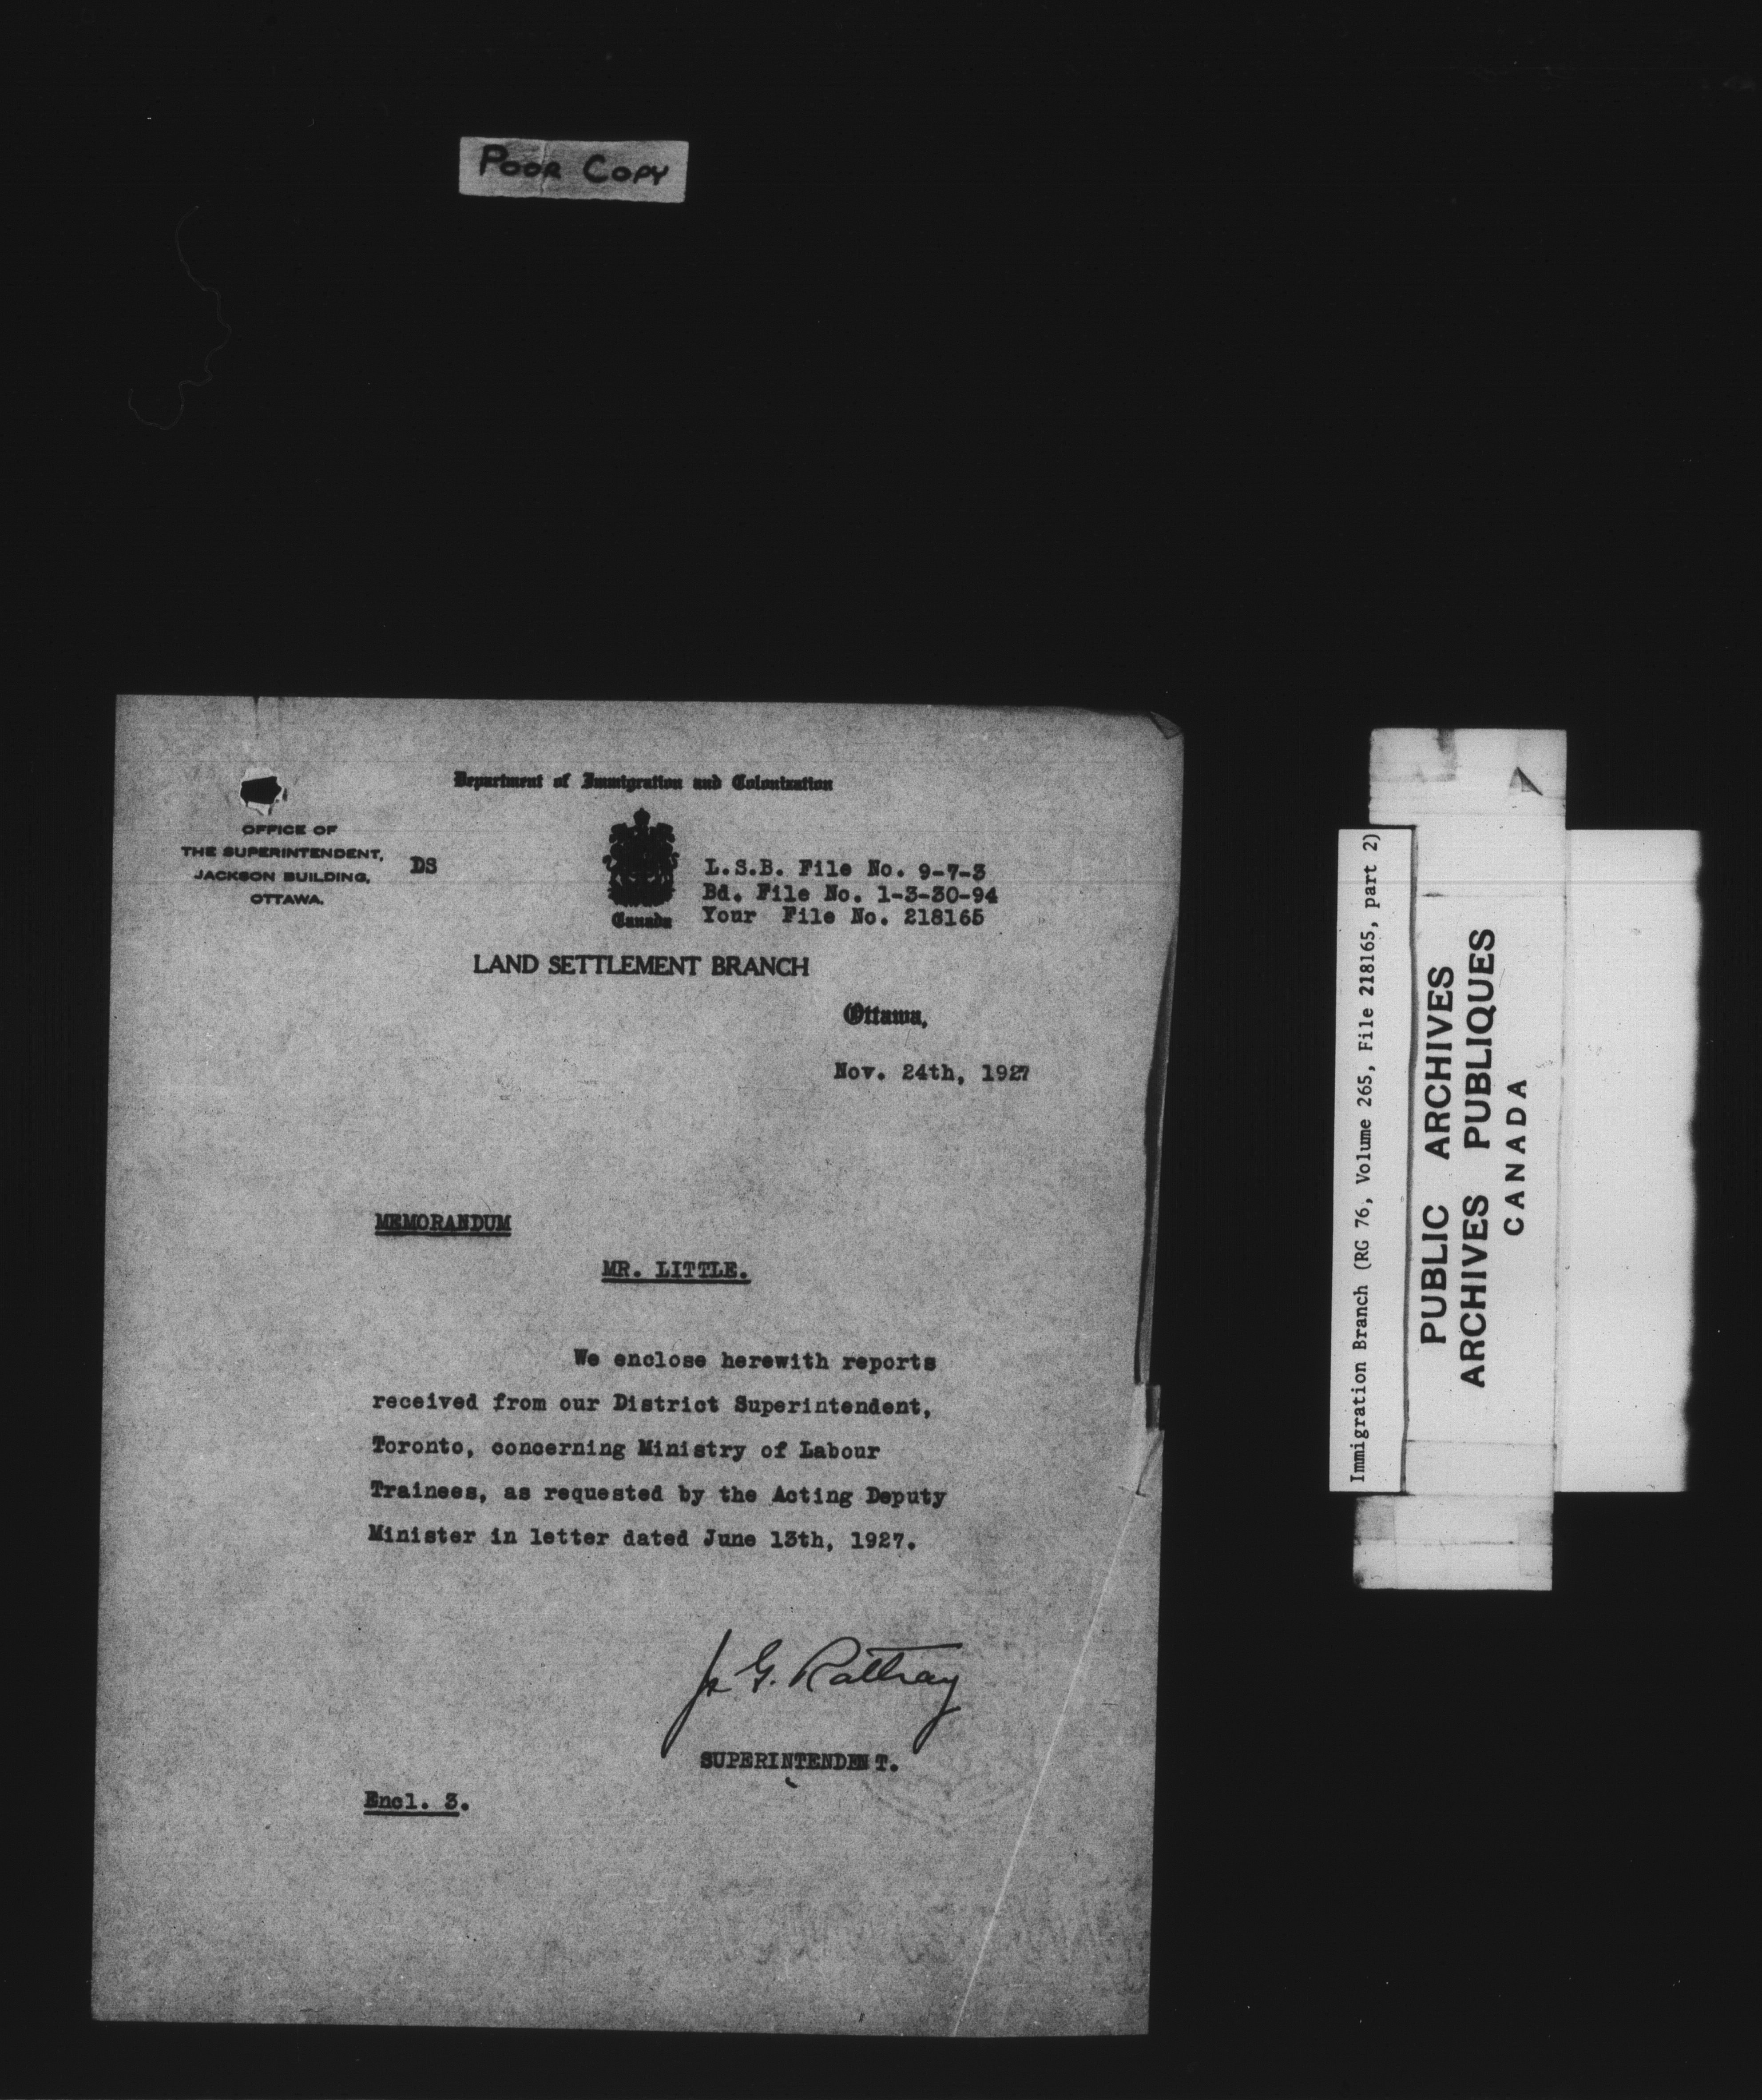 POOR COPY
Department of Immigration and Colonization
OFFICE OF
THE SUPERINTENDENT,
JACKSON BUILDING,
OTTAWA.
DS
Canada
L.S.B. File No. 9-7-3
Bd. File No. 1-3-30-94
Your File No. 218165
LAND SETTLEMENT BRANCH
Ottawa,
Nov. 24th, 1927
MEMORANDUM
MR. LITTLE.
We enclose herewith reports
received from our District Superintendent,
Toronto, concerning Ministry of Labour
Trainees, as requested by the Acting Deputy
Minister in letter dated June 13th, 1927.
J. G. Rattray
SUPERINTENDENT.
Encl. 3.
Immigration Branch (RG 76, Volume 265, File 218165, part 2)
PUBLIC ARCHIVES
ARCHIVES PUBLIQUES
CANADA